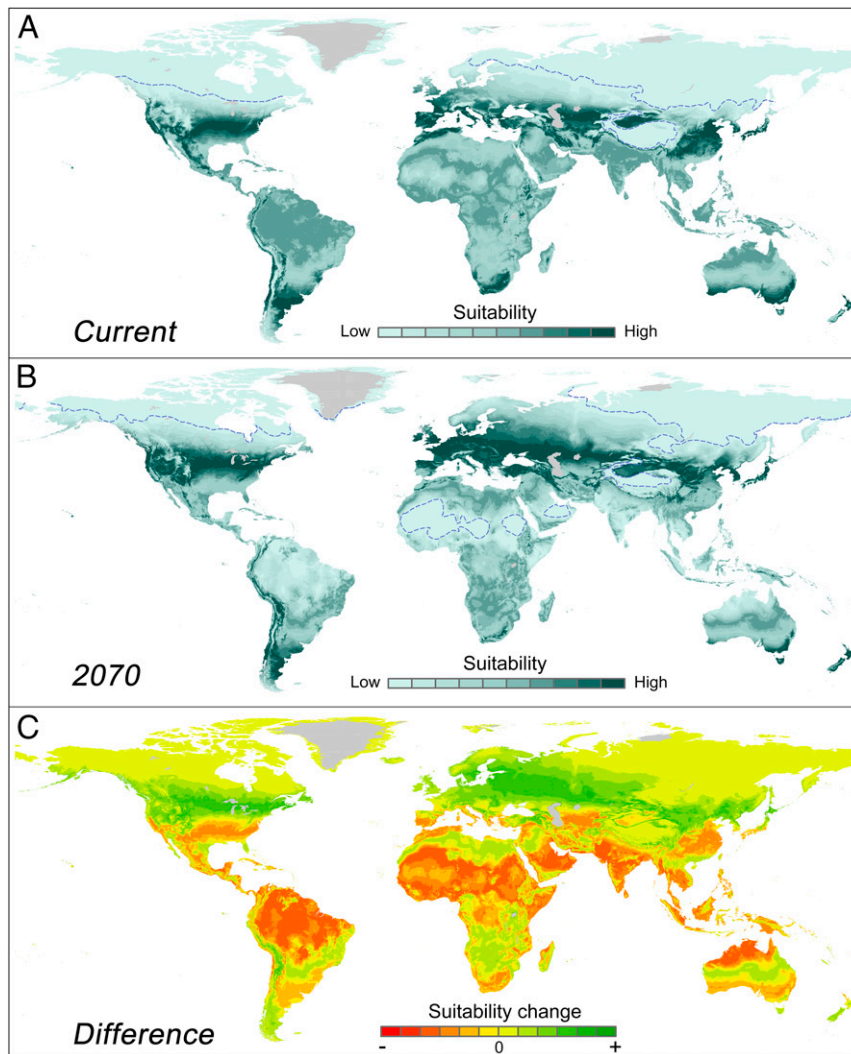 A
Suitability
Low High
Current
B
Suitability
Low High
2070
C
Suitability change
- 0 +
Difference